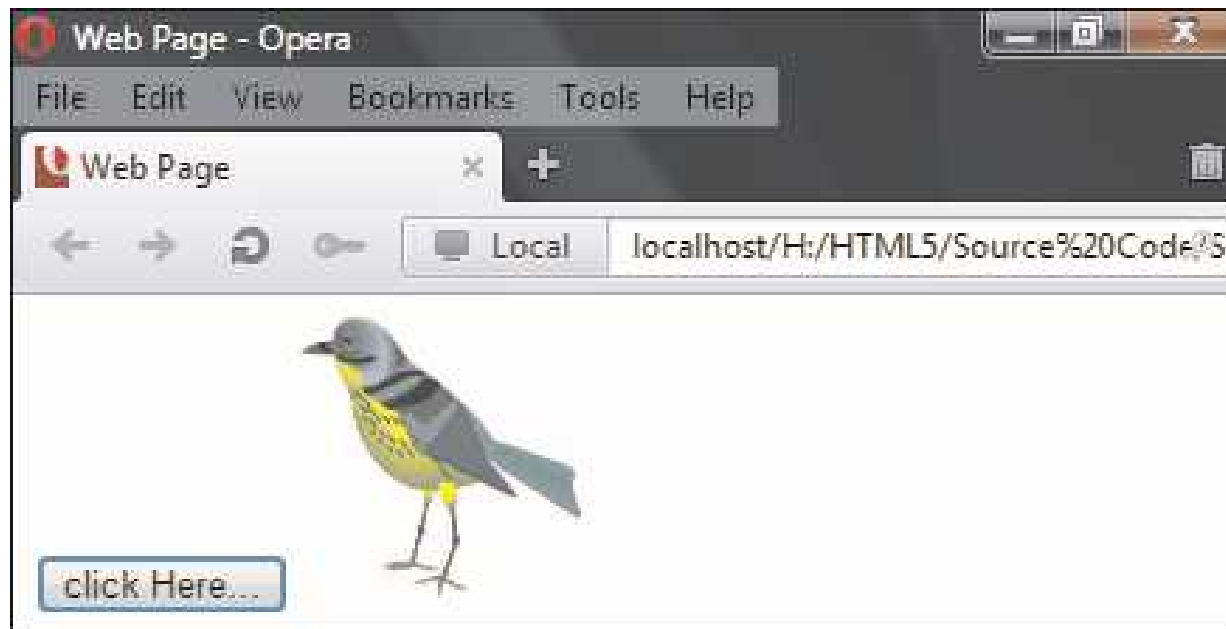 Web Page - Opera
File Edit View Bookmarks Tools Help
Web Page
Local localhost/H:/HTML5/Source%20Code
click Here...